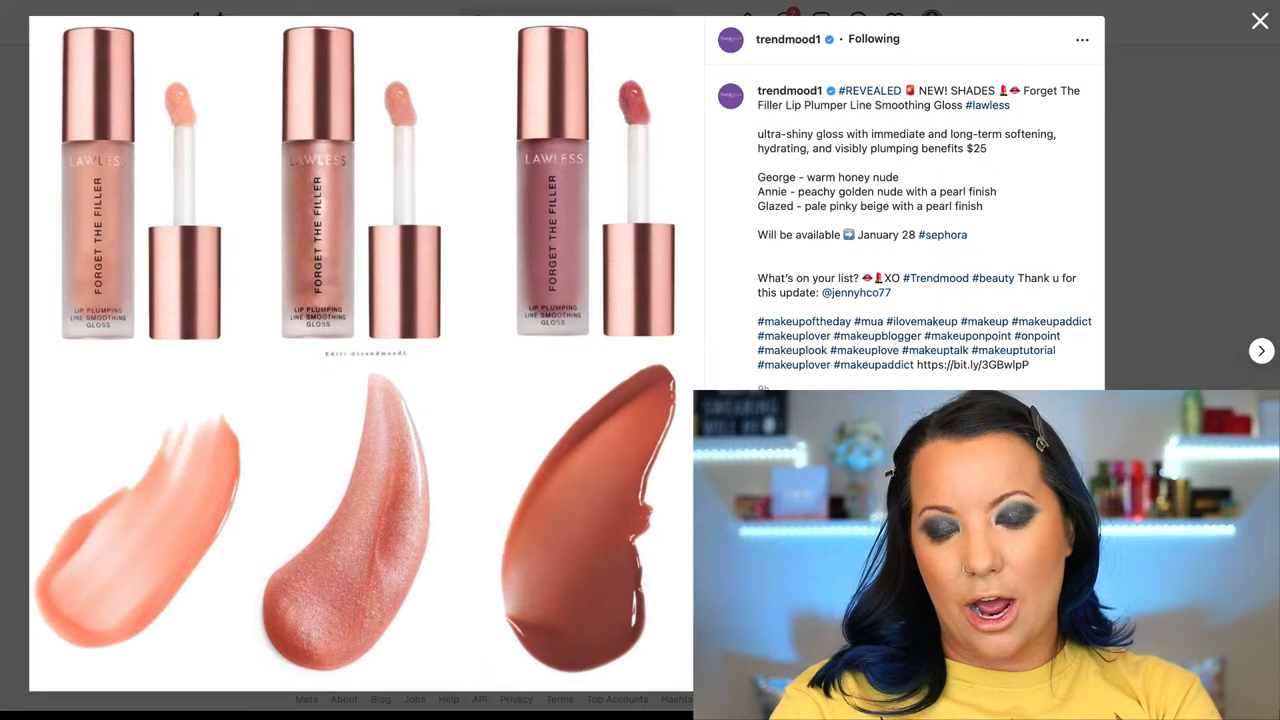 trendmood1 • Following
trendmood1 #REVEALED 🚨 NEW! SHADES 💄👄 Forget The
Filler Lip Plumper Line Smoothing Gloss #lawless
ultra-shiny gloss with immediate and long-term softening,
hydrating, and visibly plumping benefits $25
George - warm honey nude
Annie - peachy golden nude with a pearl finish
Glazed - pale pinky beige with a pearl finish
Will be available ➡️ January 28 #sephora
What's on your list? 👄💄XO #Trendmood #beauty Thank u for
this update: @jennyhco77
#makeupoftheday #mua #ilovemakeup #makeup #makeupaddict
#makeuplover #makeupblogger #makeuponpoint #onpoint
#makeuplook #makeuplove #makeuptalk #makeuptutorial
#makeuplover #makeupaddict https://bit.ly/3GBwlpP
9h
LAWLESS
FORGET THE FILLER
LIP PLUMPING
LINE SMOOTHING
GLOSS
LAWLESS
FORGET THE FILLER
LIP PLUMPING
LINE SMOOTHING
GLOSS
LAWLESS
FORGET THE FILLER
LIP PLUMPING
LINE SMOOTHING
GLOSS
Edit: @trendmood1
Meta About Blog Jobs Help API Privacy Terms Top Accounts Hashta